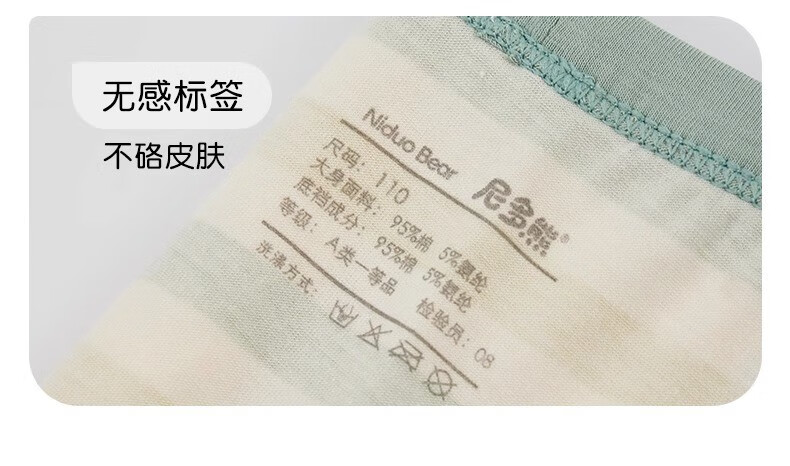 无感标签
不硌皮肤
Niduo Bear 尼多熊®
尺码：110
大身面料：95%棉 5%氨纶
底裆成分：95%棉 5%氨纶
等级：A类一等品 检验员：08
洗涤方式：